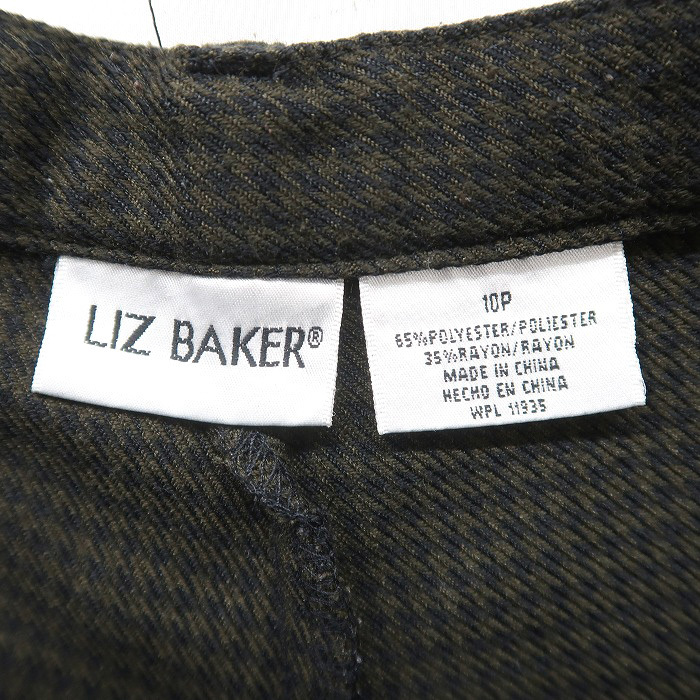 LIZ BAKER®
10P
65%POLYESTER/POLIESTER
35%RAYON/RAYON
MADE IN CHINA
HECHO EN CHINA
WPL 11935